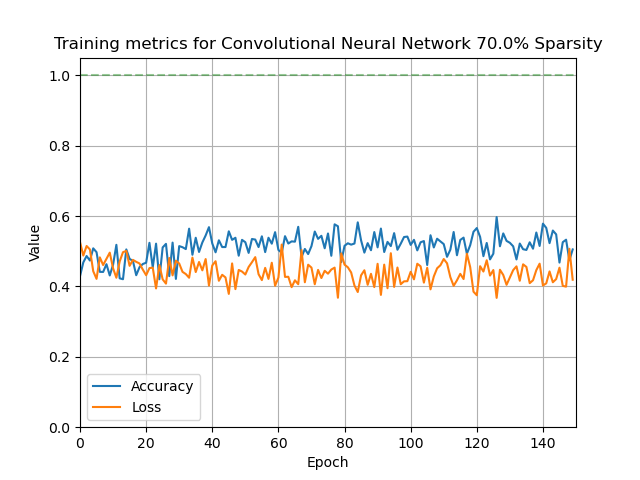 Training metrics for Convolutional Neural Network 70.0% Sparsity
1.0
0.8
0.6
0.4
0.2
0.0
Value
Accuracy
Loss
0 20 40 60 80 100 120 140
Epoch